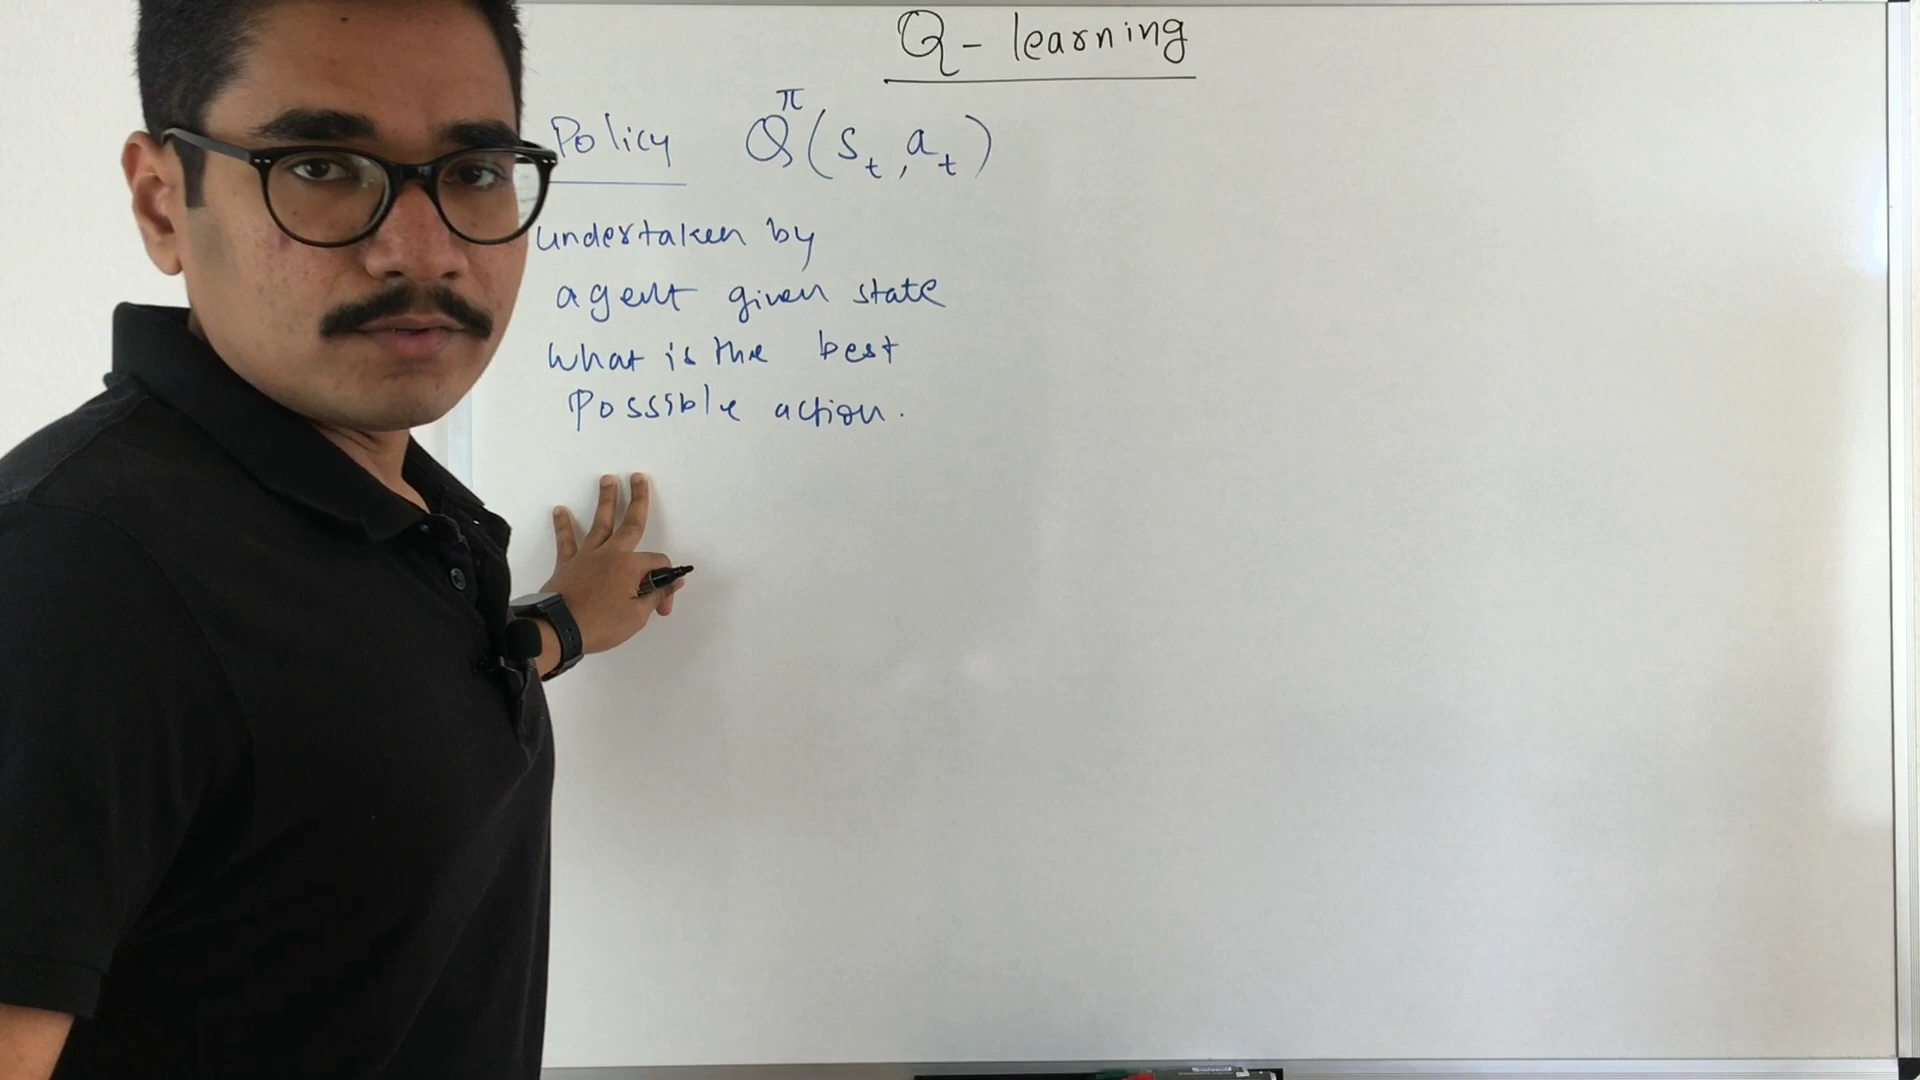 Q - learning
Policy Q^π(s_t, a_t)
undertaken by
agent given state
what is the best
possible action.